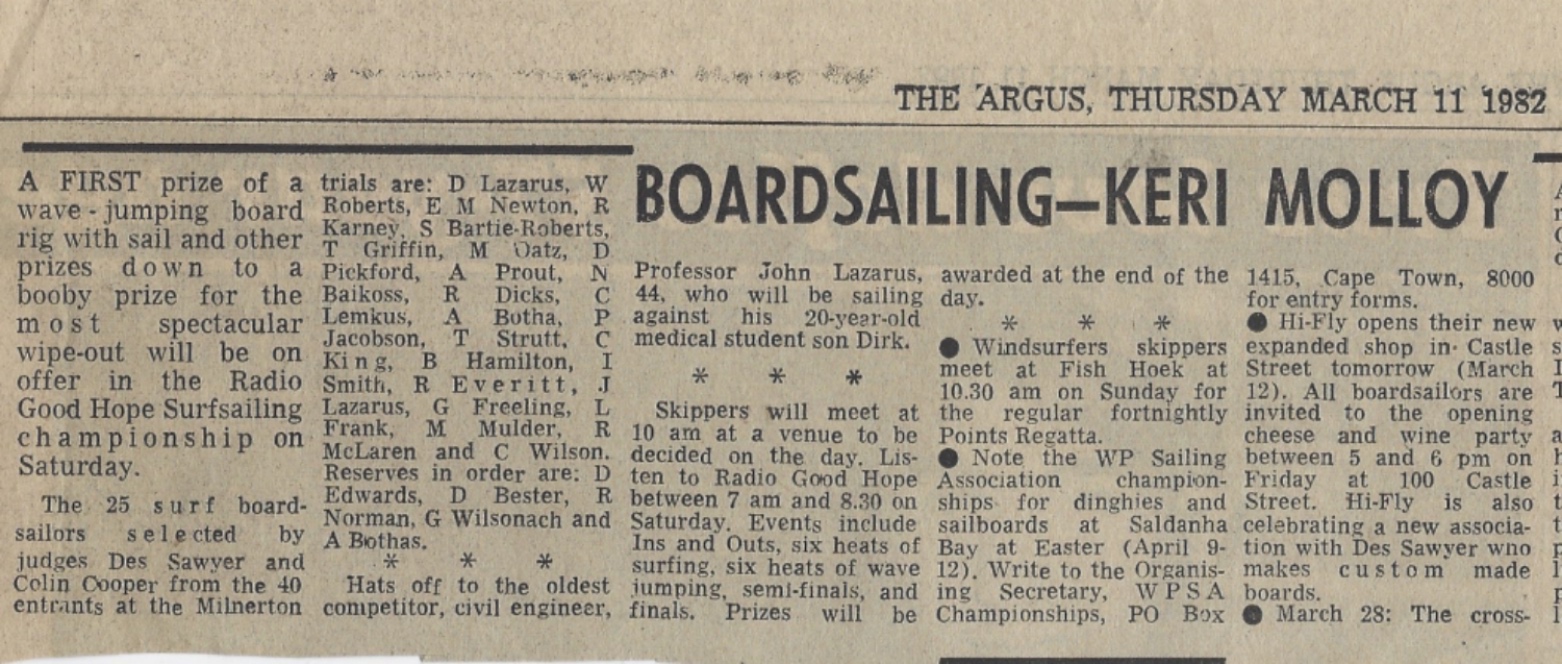 THE ARGUS, THURSDAY MARCH 11 1982
BOARDSAILING—KERI MOLLOY
A FIRST prize of a
wave-jumping board
rig with sail and other
prizes down to a
booby prize for the
most spectacular
wipe-out will be on
offer in the Radio
Good Hope Surfsailing
championship on
Saturday.
The 25 surf board-
sailors selected by
judges Des Sawyer and
Colin Cooper from the 40
entrants at the Milnerton
trials are: D Lazarus, W
Roberts, E M Newton, R
Karney, S Bartie-Roberts,
T Griffin, M Oatz, D
Pickford, A Prout, N
Baikoss, R Dicks, C
Lemkus, A Botha, P
Jacobson, T Strutt, C
King, B Hamilton, I
Smith, R Everitt, J
Lazarus, G Freeling, L
Frank, M Mulder, R
McLaren and C Wilson.
Reserves in order are: D
Edwards, D Bester, R
Norman, G Wilsonach and
A Bothas.
* * *
Hats off to the oldest
competitor, civil engineer,
Professor John Lazarus,
44, who will be sailing
against his 20-year-old
medical student son Dirk.
* * *
Skippers will meet at
10 am at a venue to be
decided on the day. Lis-
ten to Radio Good Hope
between 7 am and 8.30 on
Saturday. Events include
Ins and Outs, six heats of
surfing, six heats of wave
jumping, semi-finals, and
finals. Prizes will be
awarded at the end of the
day.
* * *
● Windsurfers skippers
meet at Fish Hoek at
10.30 am on Sunday for
the regular fortnightly
Points Regatta.
● Note the WP Sailing
Association champion-
ships for dinghies and
sailboards at Saldanha
Bay at Easter (April 9-
12). Write to the Organis-
ing Secretary, WPSA
Championships, PO Box
1415, Cape Town, 8000
for entry forms.
● Hi-Fly opens their new
expanded shop in Castle
Street tomorrow (March
12). All boardsailors are
invited to the opening
cheese and wine party
between 5 and 6 pm on
Friday at 100 Castle
Street. Hi-Fly is also
celebrating a new associa-
tion with Des Sawyer who
makes custom made
boards.
● March 28: The cross-